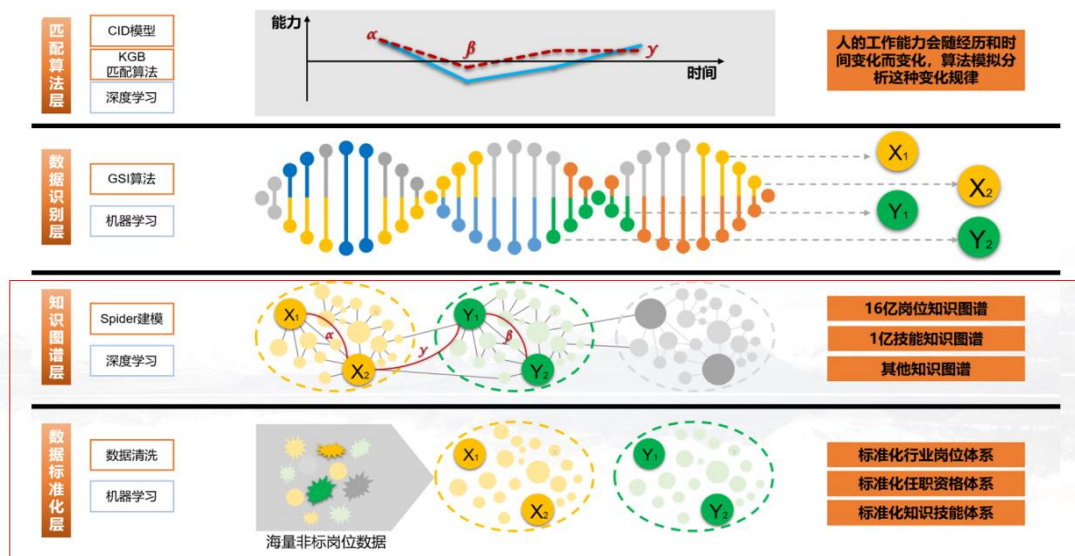 匹配算法层
CID模型
KGB
匹配算法
深度学习
能力
α
β
γ
时间
人的工作能力会随经历和时
间变化而变化，算法模拟分
析这种变化规律
数据识别层
GSI算法
机器学习
X1
X2
Y1
Y2
知识图谱层
Spider建模
深度学习
X1
α
X2
γ
Y1
β
Y2
16亿岗位知识图谱
1亿技能知识图谱
其他知识图谱
数据标准化层
数据清洗
机器学习
海量非标岗位数据
X1
X2
Y1
Y2
标准化行业岗位体系
标准化任职资格体系
标准化知识技能体系